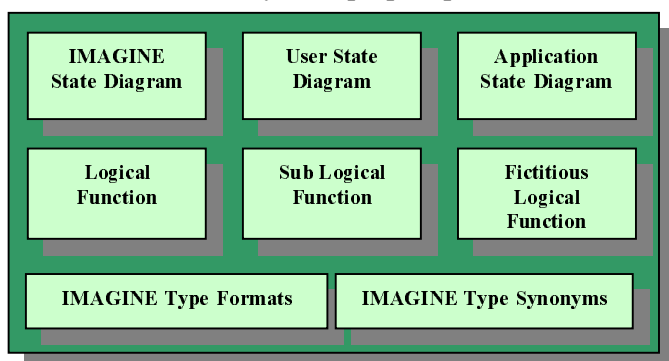 IMAGINE
State Diagram
User State
Diagram
Application
State Diagram
Logical
Function
Sub Logical
Function
Fictitious
Logical
Function
IMAGINE Type Formats
IMAGINE Type Synonyms